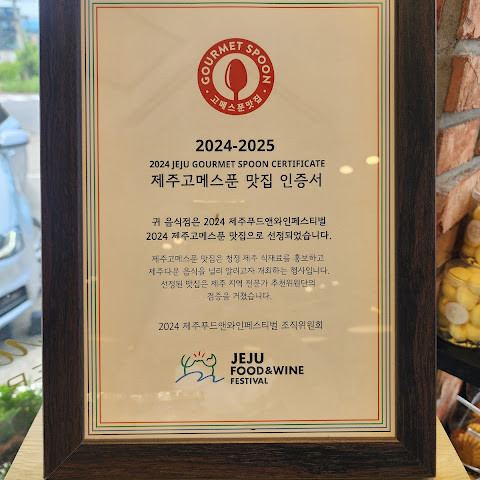 GOURMET SPOON
· 고메스푼맛집 ·
2024-2025
2024 JEJU GOURMET SPOON CERTIFICATE
제주고메스푼 맛집 인증서
귀 음식점은 2024 제주푸드앤와인페스티벌
2024 제주고메스푼 맛집으로 선정되었습니다.
제주고메스푼 맛집은 청정 제주 식재료를 홍보하고
제주다운 음식을 널리 알리고자 개최하는 행사입니다.
선정된 맛집은 제주 지역 전문가 추천위원단의
검증을 거쳤습니다.
2024 제주푸드앤와인페스티벌 조직위원회
JEJU
FOOD&WINE
FESTIVAL